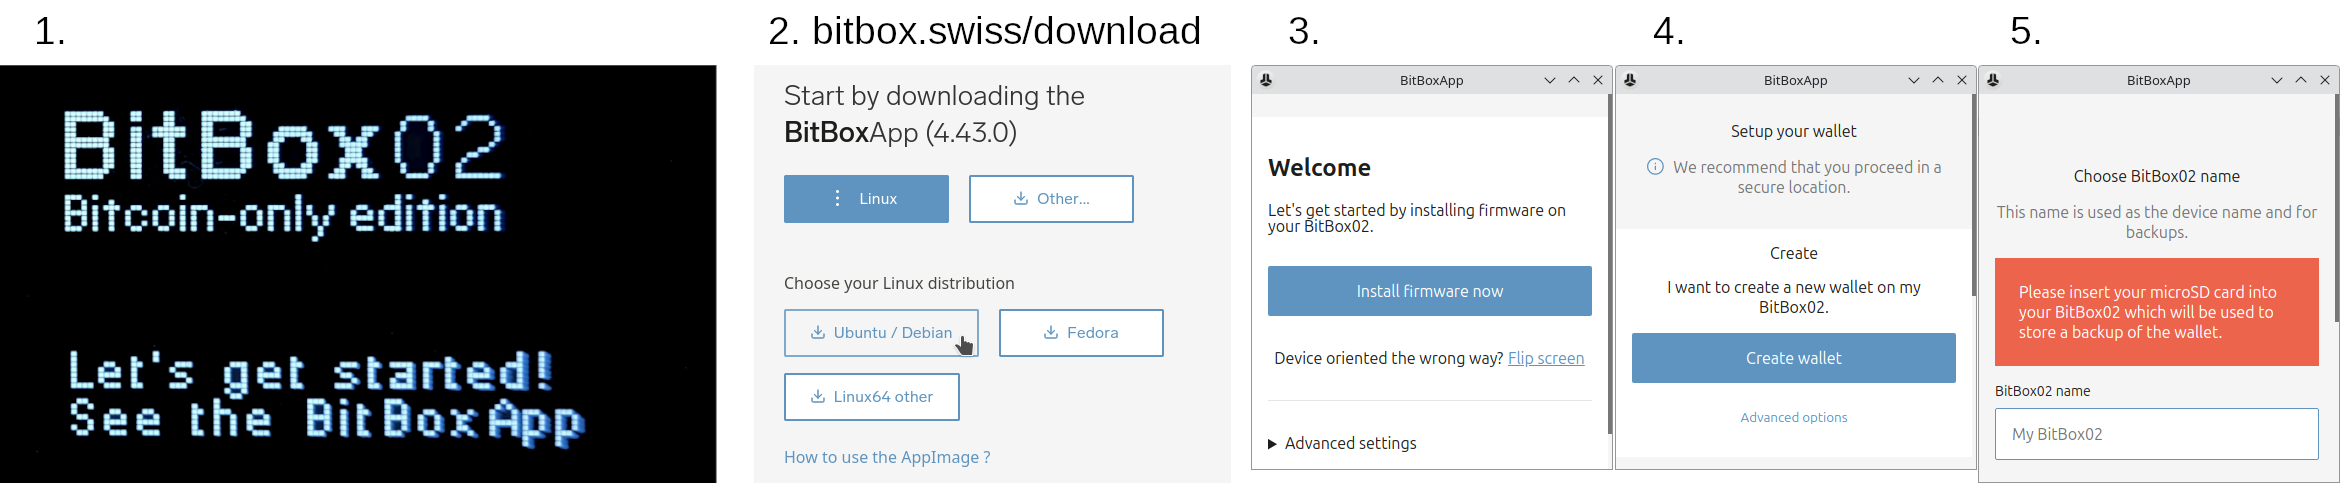 1.
BitBox02
Bitcoin-only edition
Let's get started!
See the BitBoxApp
2. bitbox.swiss/download
Start by downloading the
BitBoxApp (4.43.0)
Linux
Other...
Choose your Linux distribution
Ubuntu / Debian
Fedora
Linux64 other
How to use the AppImage ?
3.
BitBoxApp
Welcome
Let's get started by installing firmware on
your BitBox02.
Install firmware now
Device oriented the wrong way? Flip screen
Advanced settings
4.
BitBoxApp
Setup your wallet
We recommend that you proceed in a
secure location.
Create
I want to create a new wallet on my
BitBox02.
Create wallet
Advanced options
5.
BitBoxApp
Choose BitBox02 name
This name is used as the device name and for
backups.
Please insert your microSD card into
your BitBox02 which will be used to
store a backup of the wallet.
BitBox02 name
My BitBox02